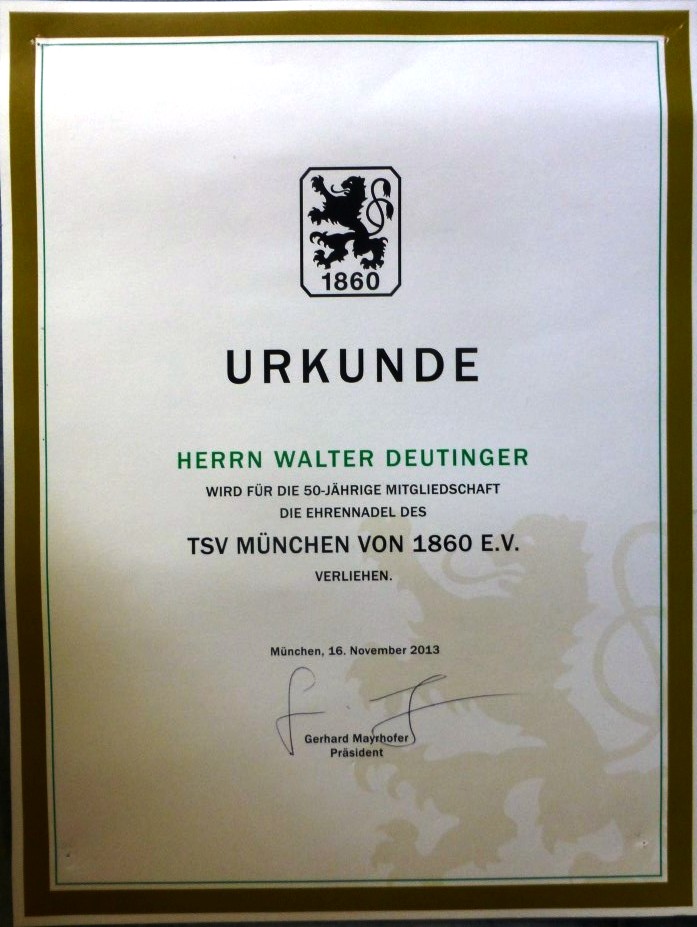 1860
URKUNDE
HERRN WALTER DEUTINGER
WIRD FÜR DIE 50-JÄHRIGE MITGLIEDSCHAFT
DIE EHRENNADEL DES
TSV MÜNCHEN VON 1860 E.V.
VERLIEHEN.
München, 16. November 2013
Gerhard Mayrhofer
Präsident